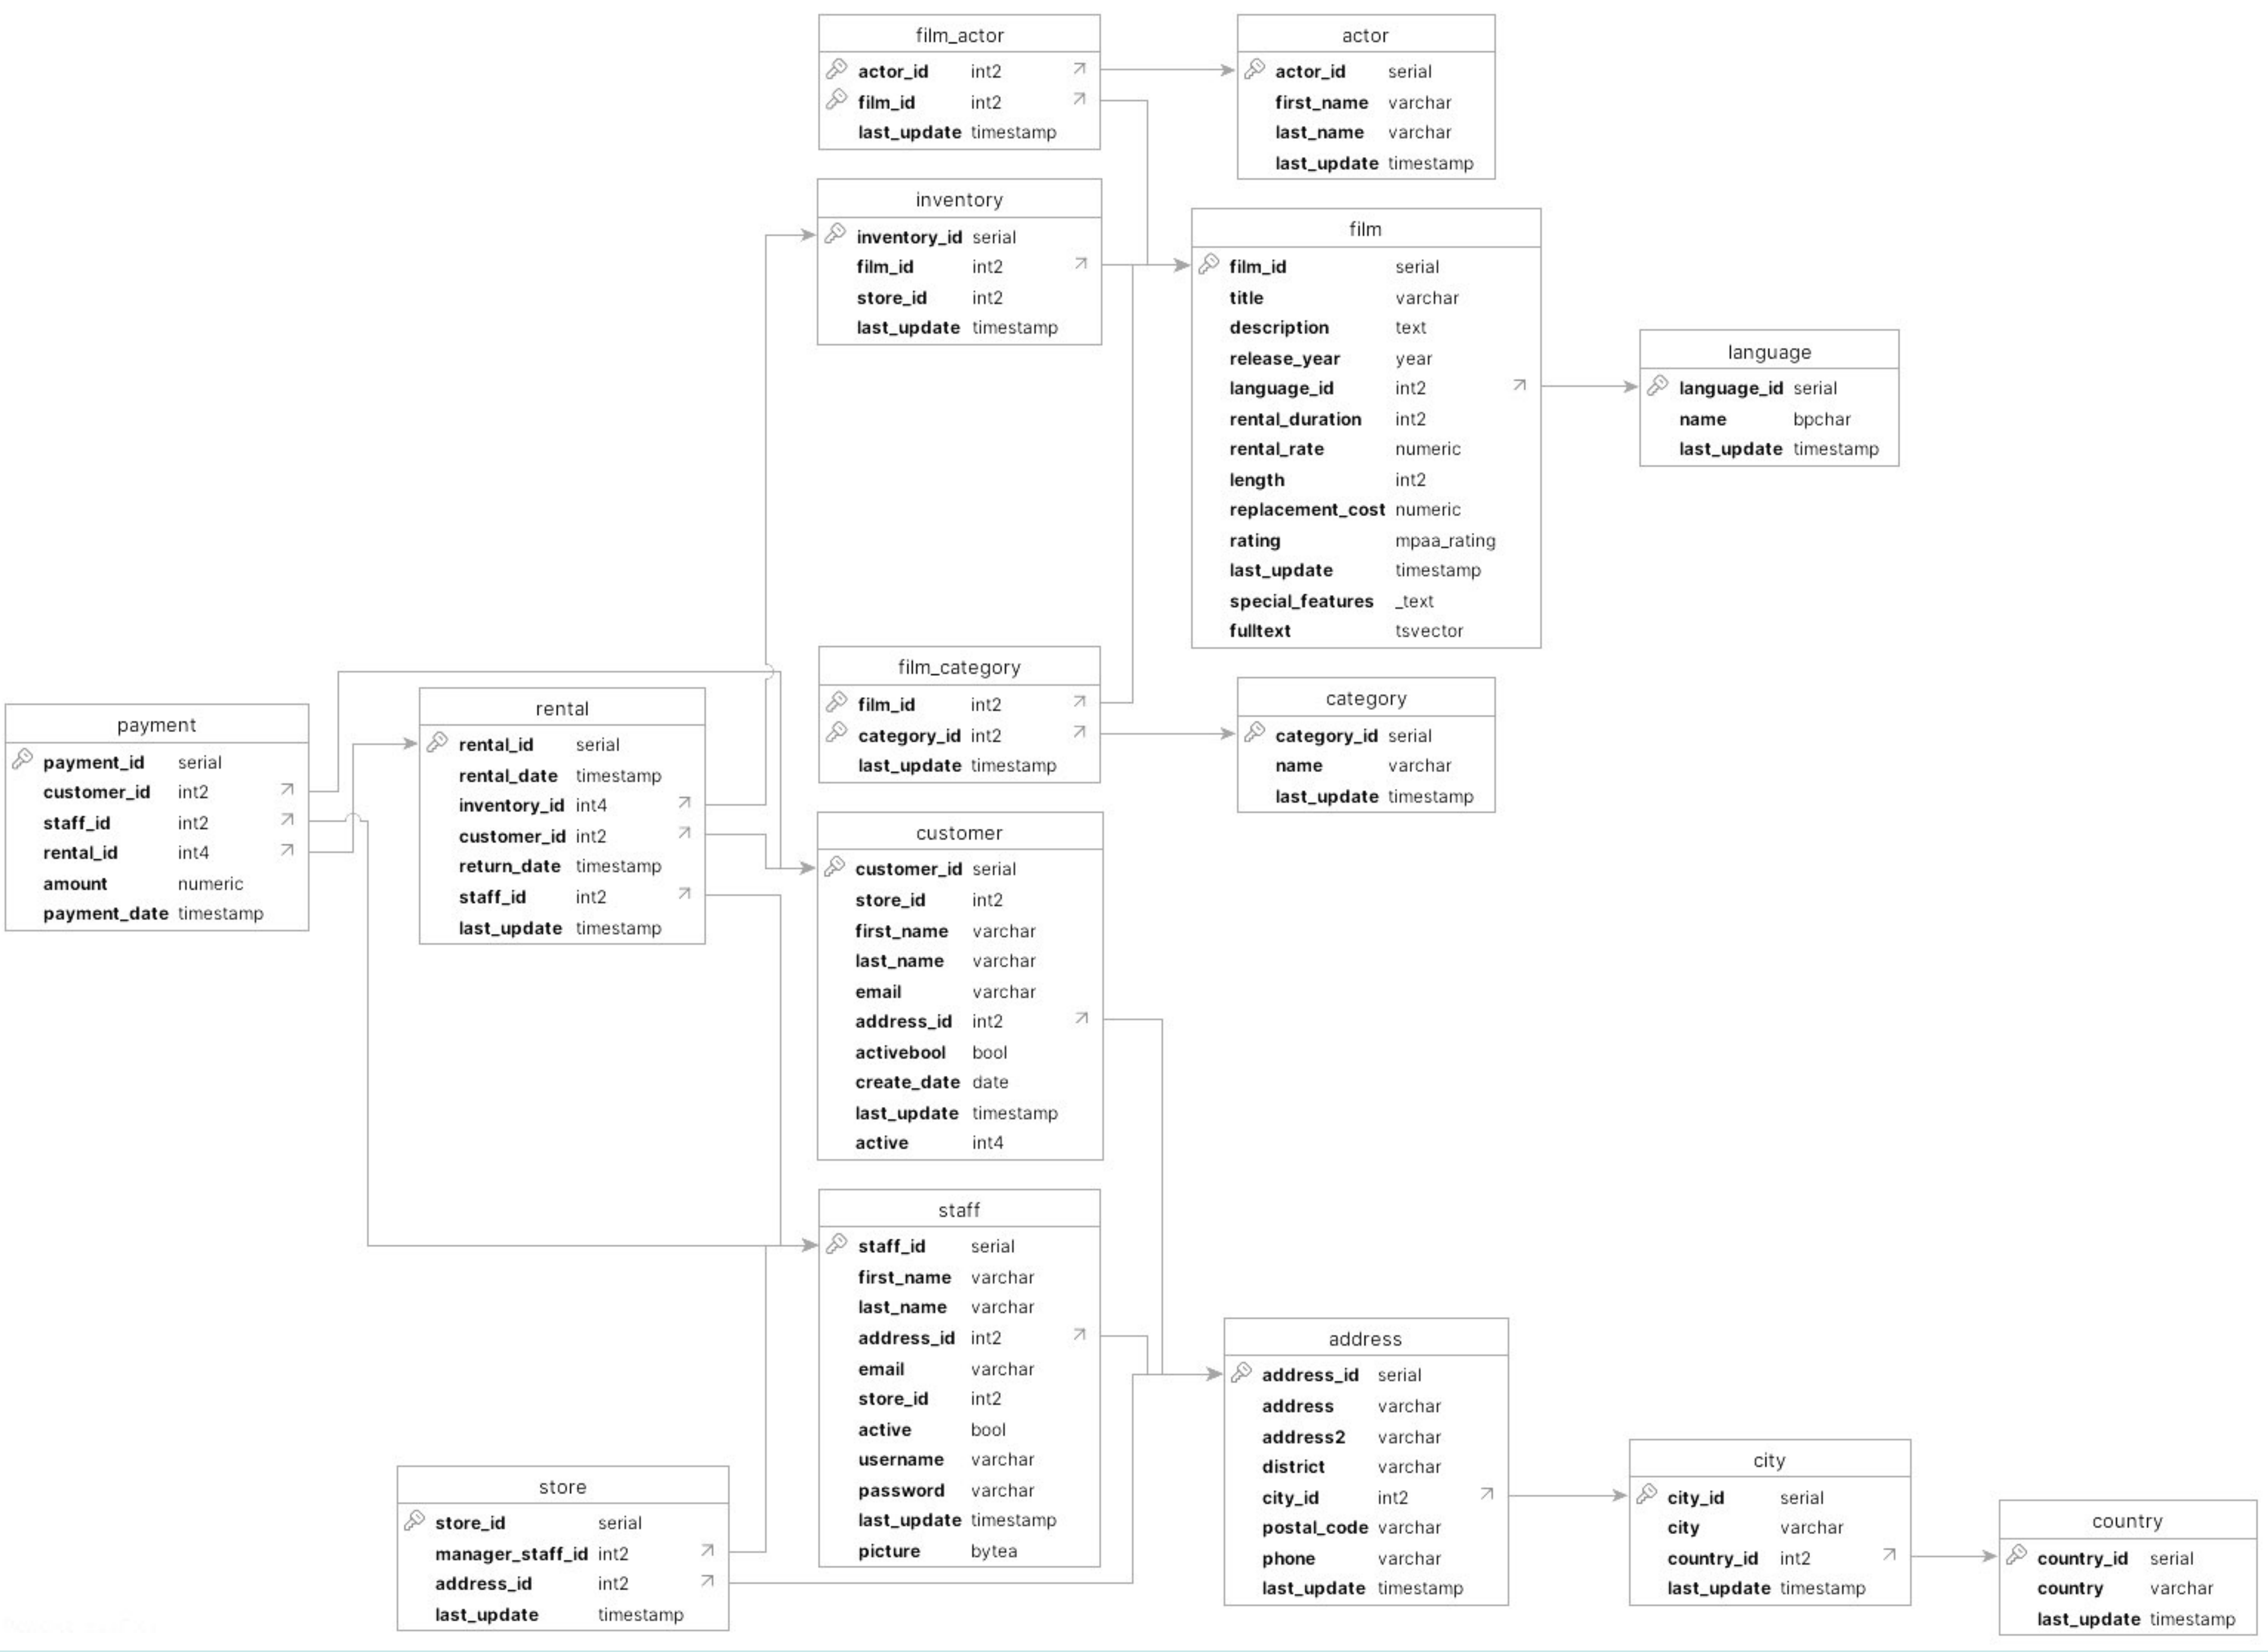 film_actor
actor_id int2
film_id int2
last_update timestamp
actor
actor_id serial
first_name varchar
last_name varchar
last_update timestamp
inventory
inventory_id serial
film_id int2
store_id int2
last_update timestamp
film
film_id serial
title varchar
description text
release_year year
language_id int2
rental_duration int2
rental_rate numeric
length int2
replacement_cost numeric
rating mpaa_rating
last_update timestamp
special_features _text
fulltext tsvector
language
language_id serial
name bpchar
last_update timestamp
film_category
film_id int2
category_id int2
last_update timestamp
category
category_id serial
name varchar
last_update timestamp
payment
payment_id serial
customer_id int2
staff_id int2
rental_id int4
amount numeric
payment_date timestamp
rental
rental_id serial
rental_date timestamp
inventory_id int4
customer_id int2
return_date timestamp
staff_id int2
last_update timestamp
customer
customer_id serial
store_id int2
first_name varchar
last_name varchar
email varchar
address_id int2
activebool bool
create_date date
last_update timestamp
active int4
staff
staff_id serial
first_name varchar
last_name varchar
address_id int2
email varchar
store_id int2
active bool
username varchar
password varchar
last_update timestamp
picture bytea
store
store_id serial
manager_staff_id int2
address_id int2
last_update timestamp
address
address_id serial
address varchar
address2 varchar
district varchar
city_id int2
postal_code varchar
phone varchar
last_update timestamp
city
city_id serial
city varchar
country_id int2
last_update timestamp
country
country_id serial
country varchar
last_update timestamp